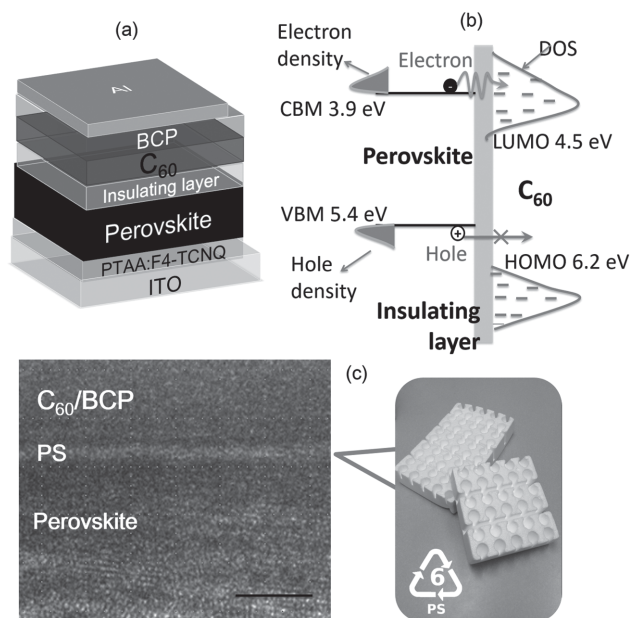 (a)
Al
BCP
C₆₀
Insulating layer
Perovskite
PTAA:F4-TCNQ
ITO
(b)
Electron
density
Electron
DOS
-
CBM 3.9 eV
LUMO 4.5 eV
Perovskite
C₆₀
VBM 5.4 eV
+
Hole
HOMO 6.2 eV
Hole
density
Insulating
layer
(c)
C₆₀/BCP
PS
Perovskite
6
PS